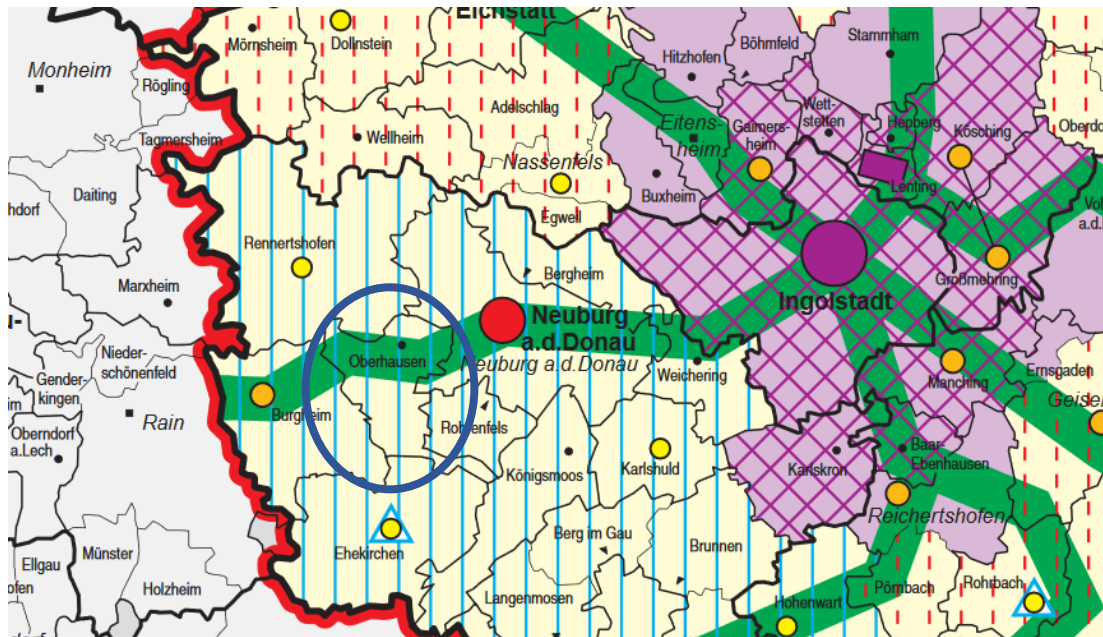 Eichstätt
Mörnsheim
Dollnstein
Böhmfeld
Stammham
Hitzhofen
Monheim
Rögling
Adelschlag
Wett-
stetten
Hepberg
Kösching
Eitens-
heim
Gaimers-
heim
Tagmersheim
Wellheim
Nassenfels
Lenting
Daiting
Buxheim
Egweil
Rennertshofen
Bergheim
Marxheim
Großmehring
Ingolstadt
Neuburg
a.d.Donau
Neuburg a.d.Donau
Oberhausen
Nieder-
schönenfeld
Weichering
Ernsgaden
Gender-
kingen
Manching
Burgheim
Rain
Rohrenfels
Oberndorf
a.Lech
Baar-
Ebenhausen
Königsmoos
Karlshuld
Karlskron
Reichertshofen
Ehekirchen
Berg im Gau
Brunnen
Münster
Ellgau
Holzheim
Pörnbach
Rohrbach
Langenmosen
Hohenwart